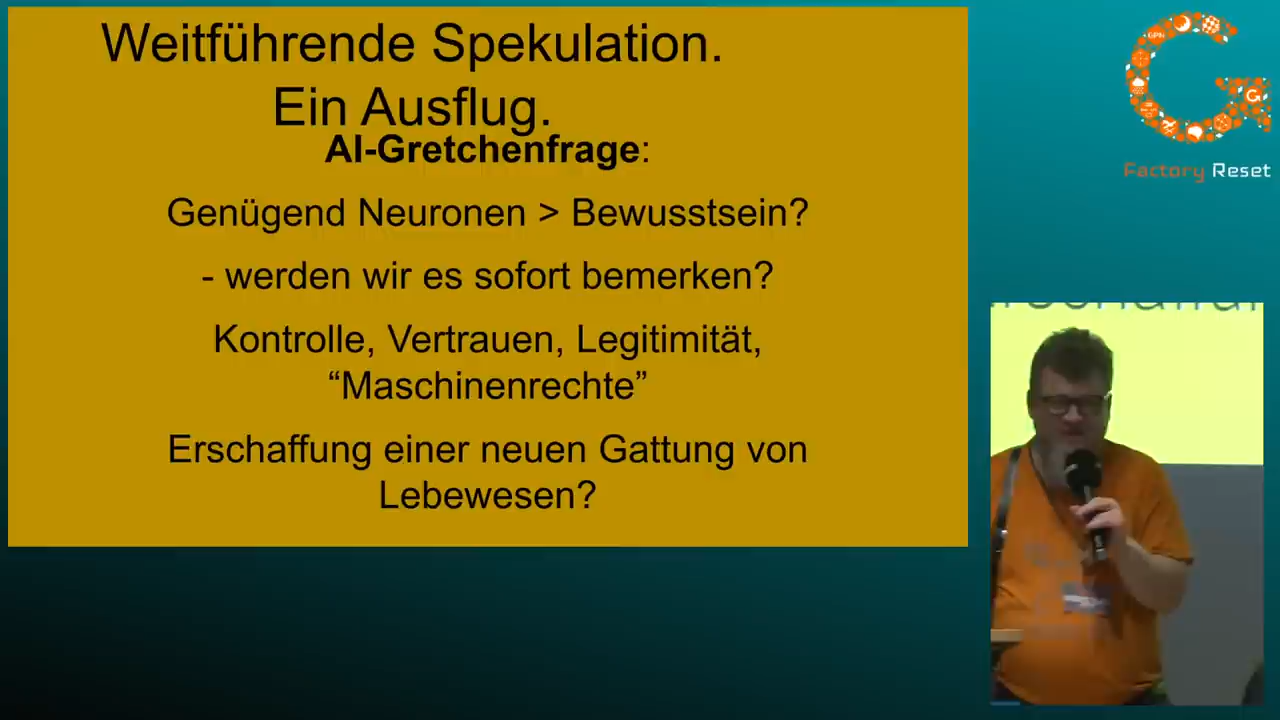 Weitführende Spekulation.
Ein Ausflug.
AI-Gretchenfrage:
Genügend Neuronen > Bewusstsein?
- werden wir es sofort bemerken?
Kontrolle, Vertrauen, Legitimität,
“Maschinenrechte”
Erschaffung einer neuen Gattung von
Lebewesen?
GPN
Factory Reset